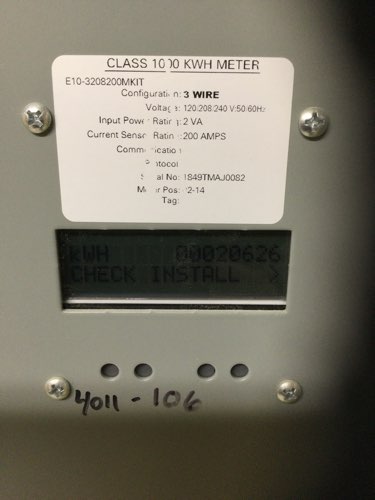 CLASS 1000 KWH METER
E10-3208200MKIT
Configuration: 3 WIRE
Voltage: 120:208:240 V:50:60Hz
Input Power Rating: 2 VA
Current Sensor Rating: 200 AMPS
Communication
Protocol
Serial No: 1849TMAJ0082
Meter Pos: 2-14
Tag:
kWH 00020626
CHECK INSTALL >
4011-106